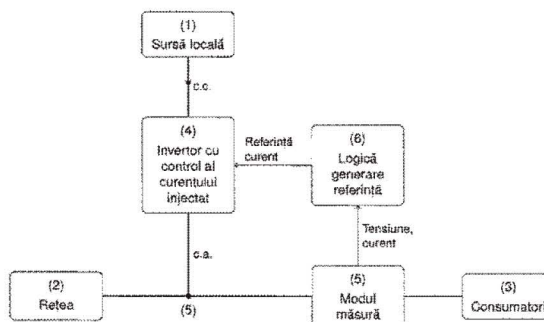 (1)
Sursă locală
c.c.
(4)
Invertor cu
control al
curentului
injectat
Referință
curent
(6)
Logică
generare
referință
Tensiune,
curent
c.a.
(2)
Rețea
(5)
(5)
Modul
măsură
(3)
Consumatori